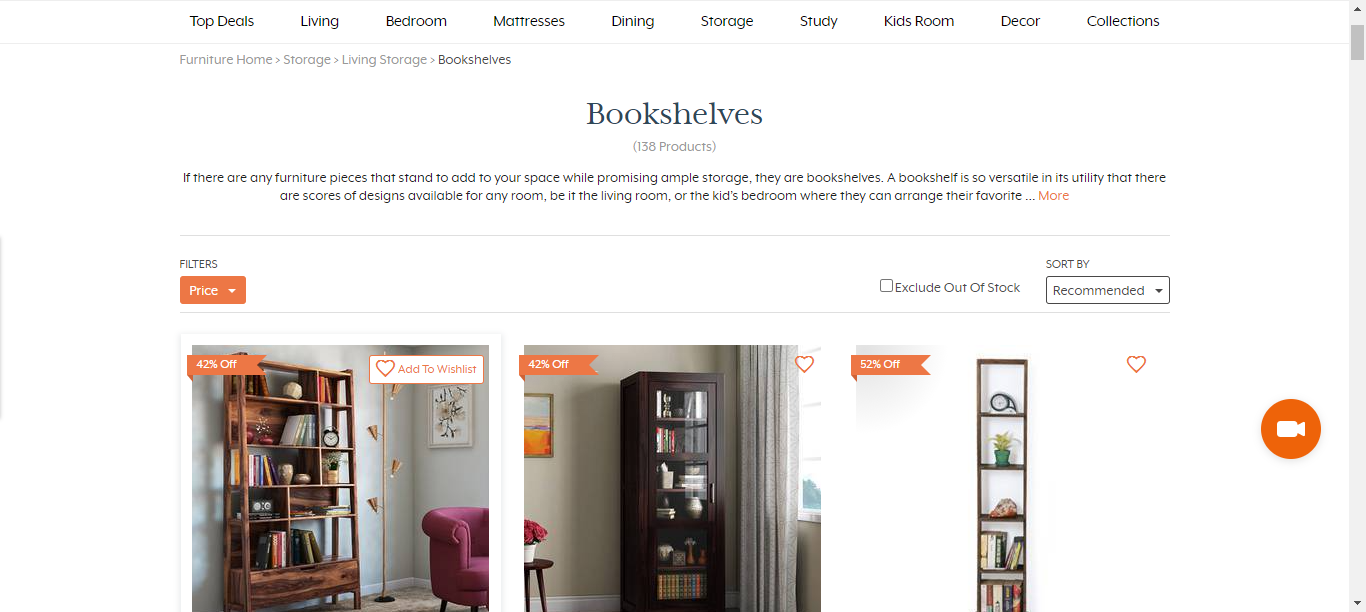 Top Deals Living Bedroom Mattresses Dining Storage Study Kids Room Decor Collections
Furniture Home > Storage > Living Storage > Bookshelves
Bookshelves
(138 Products)
If there are any furniture pieces that stand to add to your space while promising ample storage, they are bookshelves. A bookshelf is so versatile in its utility that there
are scores of designs available for any room, be it the living room, or the kid's bedroom where they can arrange their favorite ... More
FILTERS
SORT BY
Price
Exclude Out Of Stock
Recommended
42% Off
Add To Wishlist
42% Off
52% Off